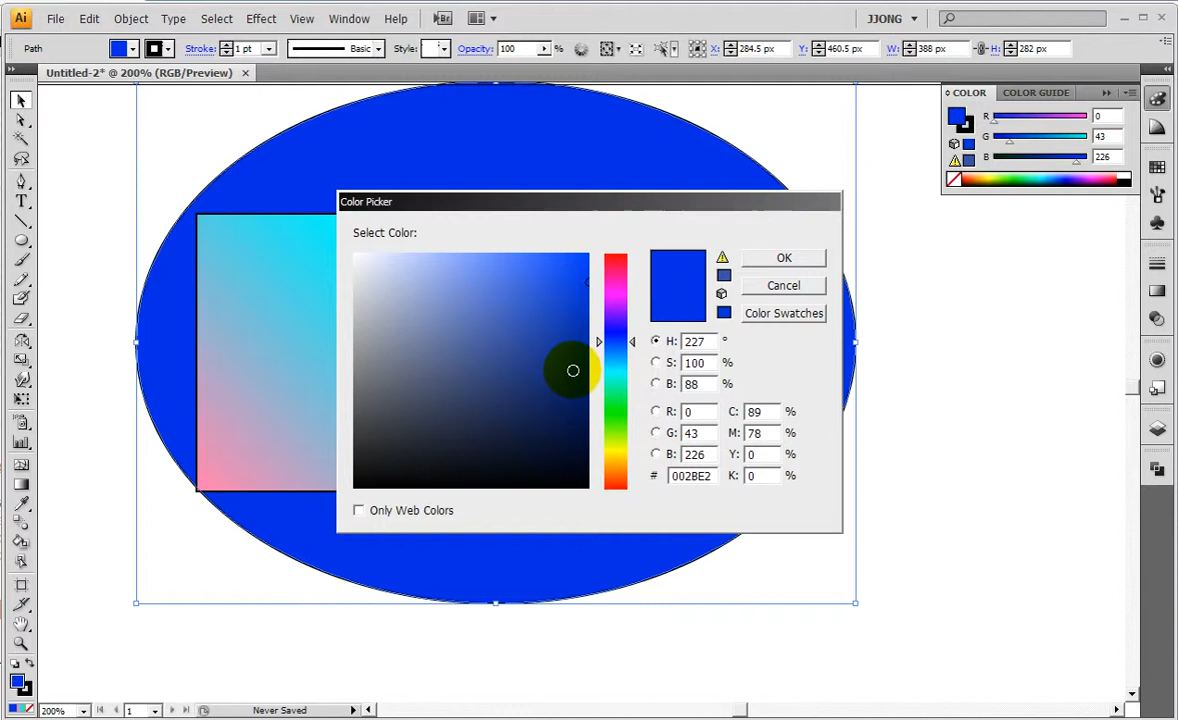 Ai File Edit Object Type Select Effect View Window Help Br JJONG
Path Stroke: 1 pt Basic Style: Opacity: 100 % X: 284.5 px Y: 460.5 px W: 388 px H: 282 px
Untitled-2* @ 200% (RGB/Preview)
COLOR COLOR GUIDE
R 0
G 43
B 226
Color Picker
Select Color:
OK
Cancel
Color Swatches
H: 227 °
S: 100 %
B: 88 %
R: 0 C: 89 %
G: 43 M: 78 %
B: 226 Y: 0 %
# 002BE2 K: 0 %
Only Web Colors
200% 1 Never Saved